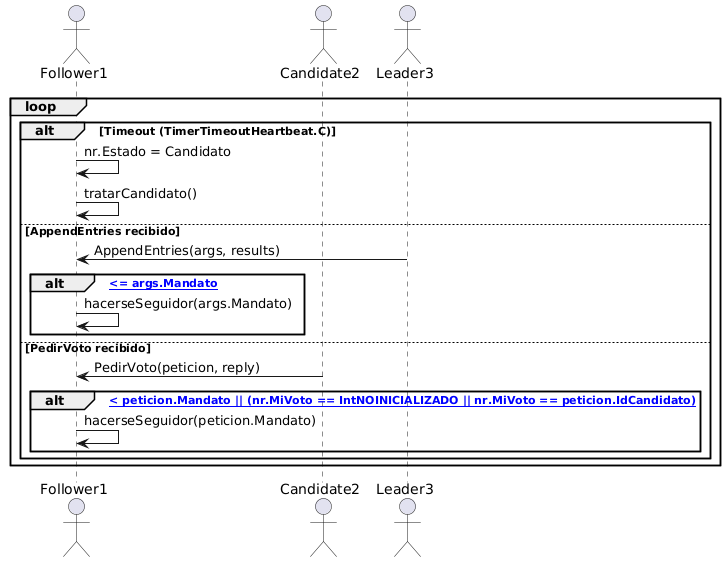 Follower1 Candidate2 Leader3
loop
alt [Timeout (TimerTimeoutHeartbeat.C)]
nr.Estado = Candidato
tratarCandidato()
[AppendEntries recibido]
AppendEntries(args, results)
alt <= args.Mandato
hacerseSeguidor(args.Mandato)
[PedirVoto recibido]
PedirVoto(peticion, reply)
alt < peticion.Mandato || (nr.MiVoto == IntNOINICIALIZADO || nr.MiVoto == peticion.IdCandidato)
hacerseSeguidor(peticion.Mandato)
Follower1 Candidate2 Leader3